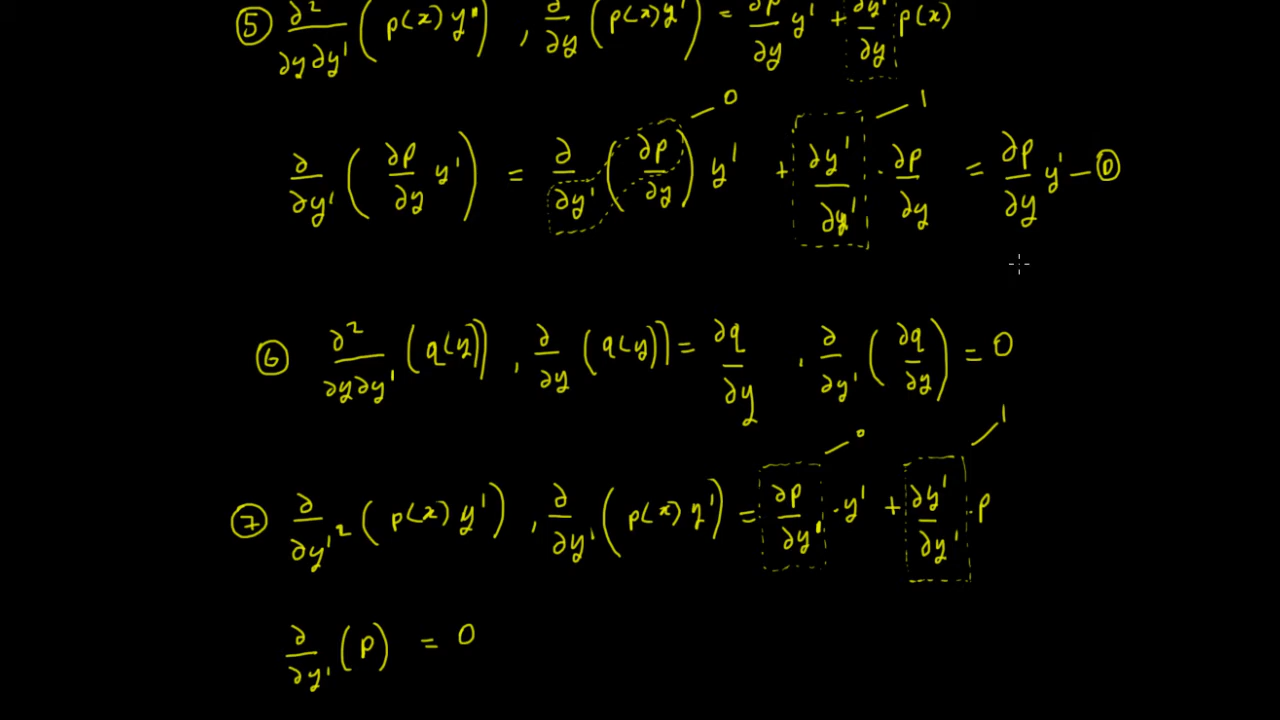 ⑤ ∂²/∂y∂y' (p(x)y'') , ∂/∂y (p(x)y') = ∂p/∂y y' + ∂y'/∂y p(x)
∂/∂y' (∂p/∂y y') = ∂/∂y' (∂p/∂y) y' — 0 + ∂y'/∂y' — 1 · ∂p/∂y = ∂p/∂y y' — ⓪
⑥ ∂²/∂y∂y' (q(y)) , ∂/∂y (q(y)) = ∂q/∂y , ∂/∂y' (∂q/∂y) = 0
⑦ ∂/∂y'² (p(x)y') , ∂/∂y' (p(x)y') = ∂p/∂y' — 0 · y' + ∂y'/∂y' — 1 · p
∂/∂y' (p) = 0